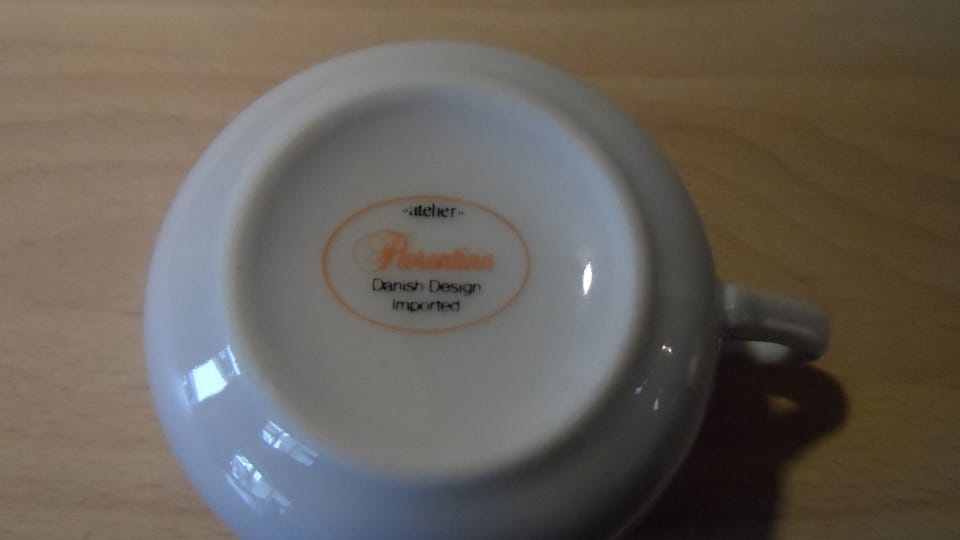 »atelier«
Florentina
Danish Design
Imported